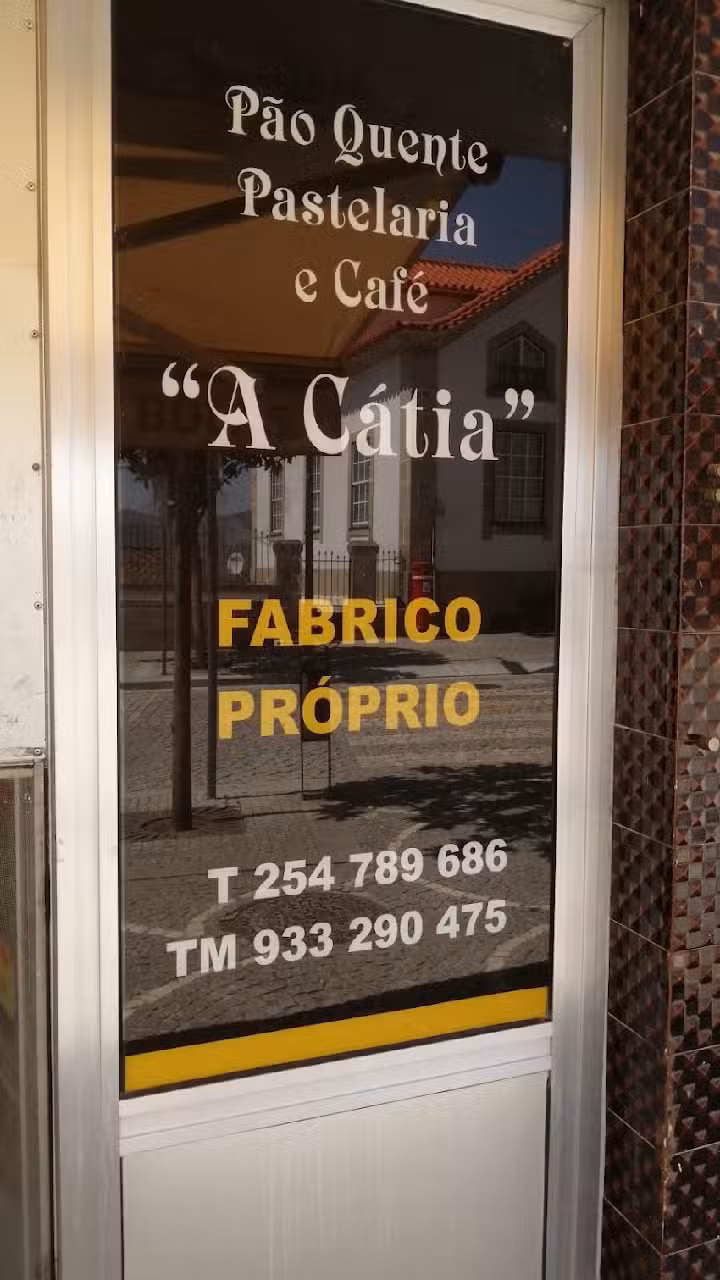 Pão Quente
Pastelaria
e Café
“A Cátia”
FABRICO
PRÓPRIO
T 254 789 686
TM 933 290 475